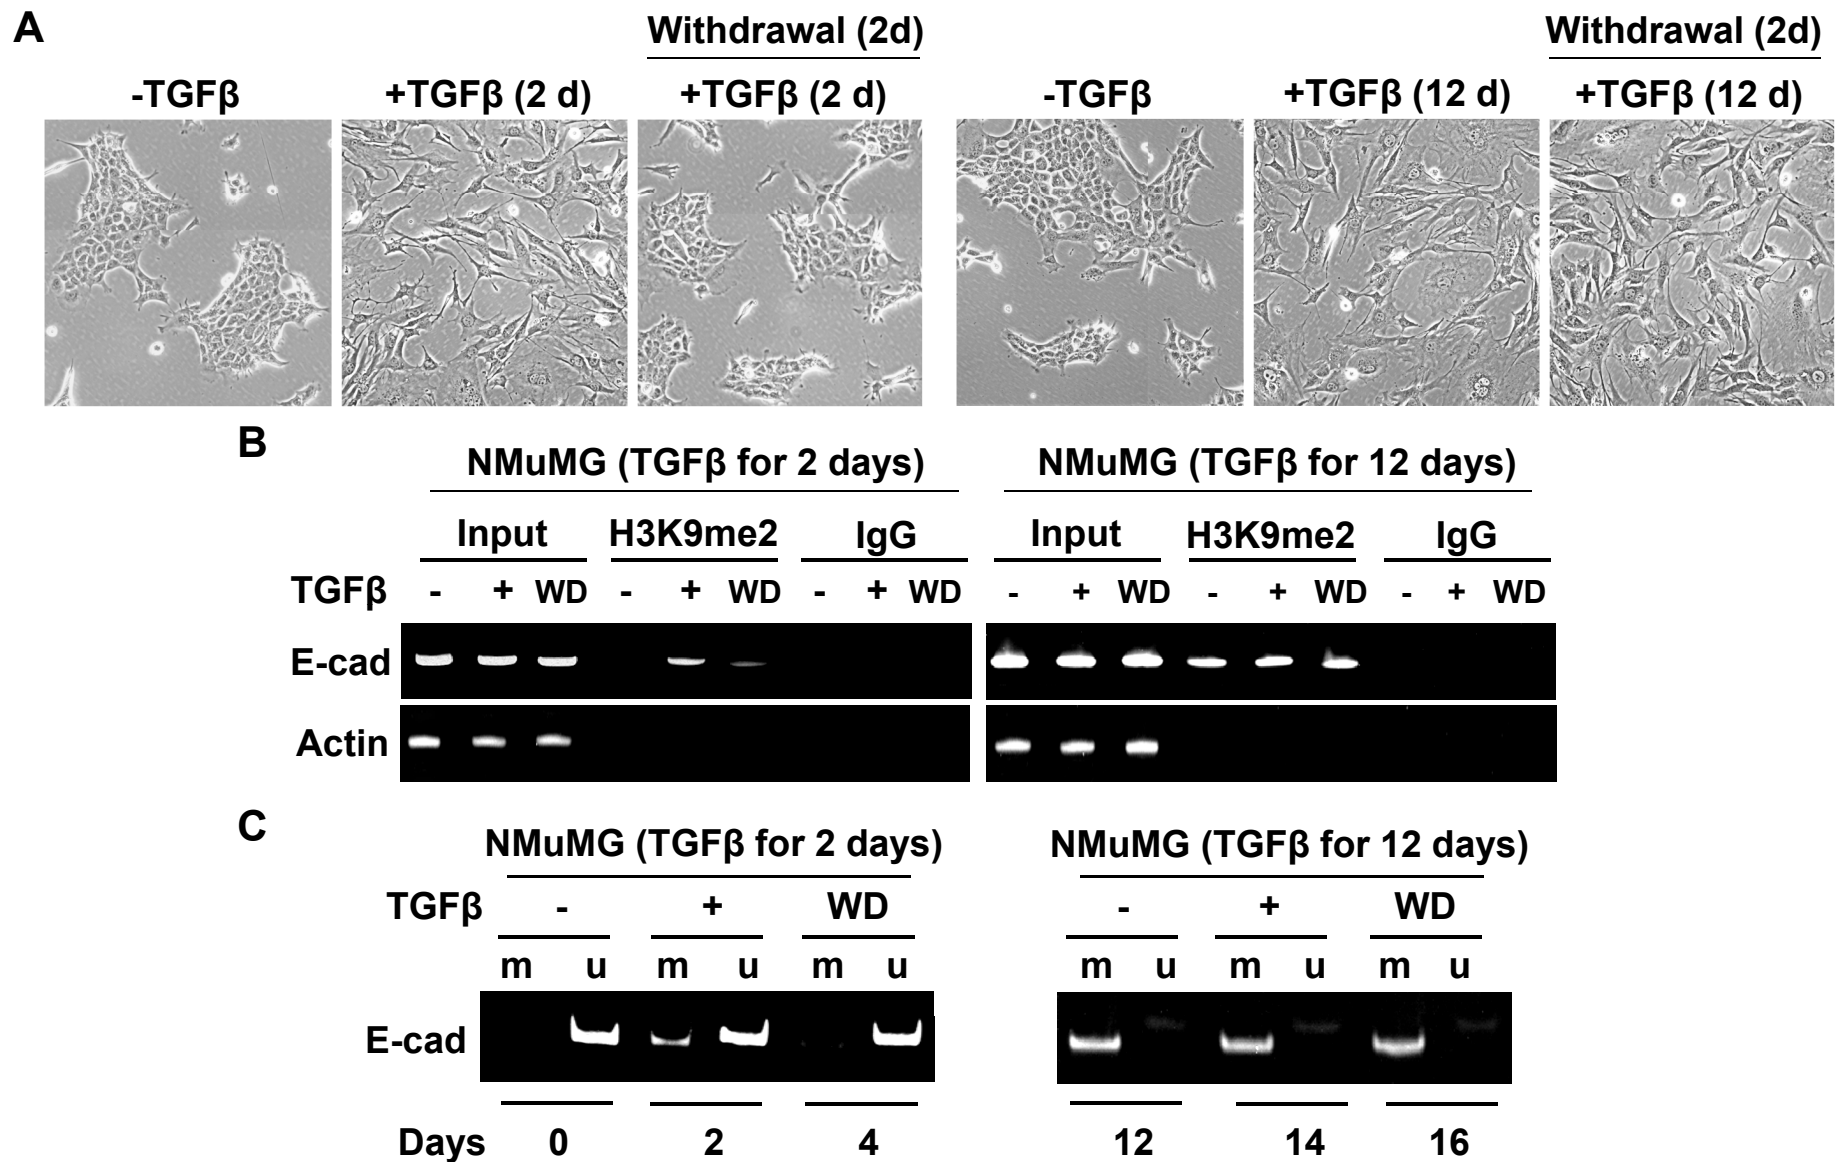 A
Withdrawal (2d) Withdrawal (2d)
-TGFβ +TGFβ (2 d) +TGFβ (2 d) -TGFβ +TGFβ (12 d) +TGFβ (12 d)
B
NMuMG (TGFβ for 2 days) NMuMG (TGFβ for 12 days)
Input H3K9me2 IgG Input H3K9me2 IgG
TGFβ - + WD - + WD - + WD - + WD - + WD - + WD
E-cad
Actin
C
NMuMG (TGFβ for 2 days) NMuMG (TGFβ for 12 days)
TGFβ - + WD - + WD
m u m u m u m u m u m u
E-cad
Days 0 2 4 12 14 16